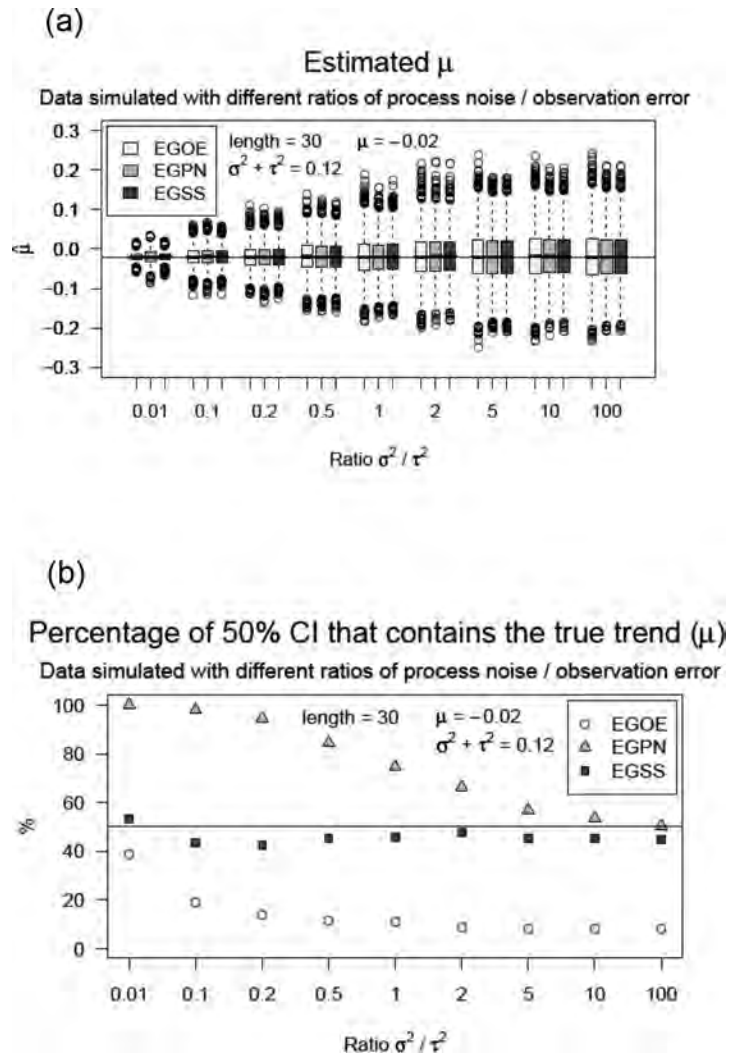 (a)
Estimated μ
Data simulated with different ratios of process noise / observation error
EGOE
EGPN
EGSS
length = 30 μ = −0.02
σ² + τ² = 0.12
0.3
0.2
0.1
0.0
−0.1
−0.2
−0.3
μ̂
0.01 0.1 0.2 0.5 1 2 5 10 100
Ratio σ² / τ²
(b)
Percentage of 50% CI that contains the true trend (μ)
Data simulated with different ratios of process noise / observation error
length = 30 μ = −0.02
σ² + τ² = 0.12
EGOE
EGPN
EGSS
100
80
60
40
20
0
%
0.01 0.1 0.2 0.5 1 2 5 10 100
Ratio σ² / τ²